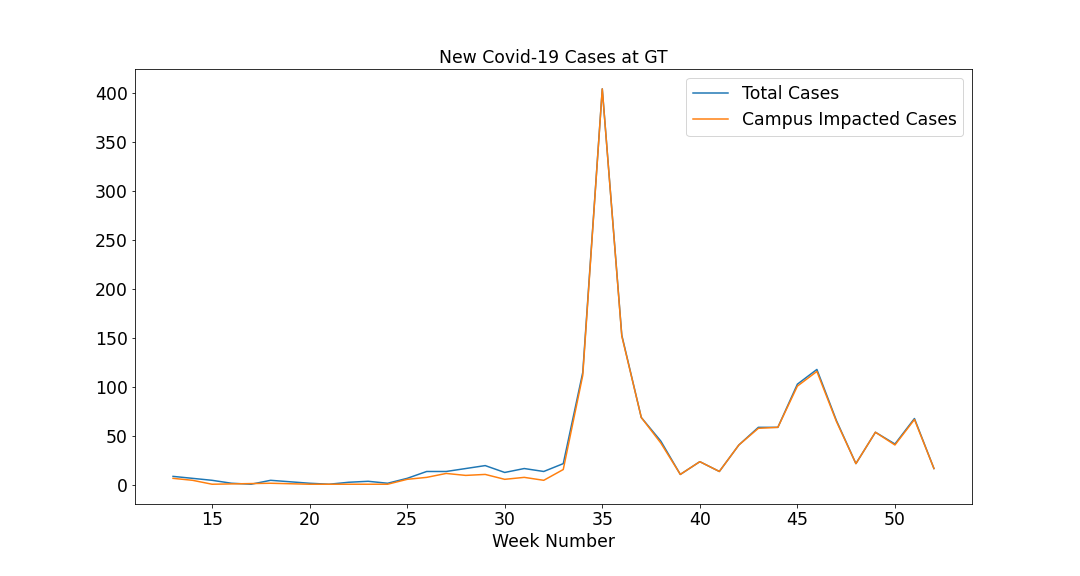 New Covid-19 Cases at GT
Total Cases
Campus Impacted Cases
400
350
300
250
200
150
100
50
0
15 20 25 30 35 40 45 50
Week Number